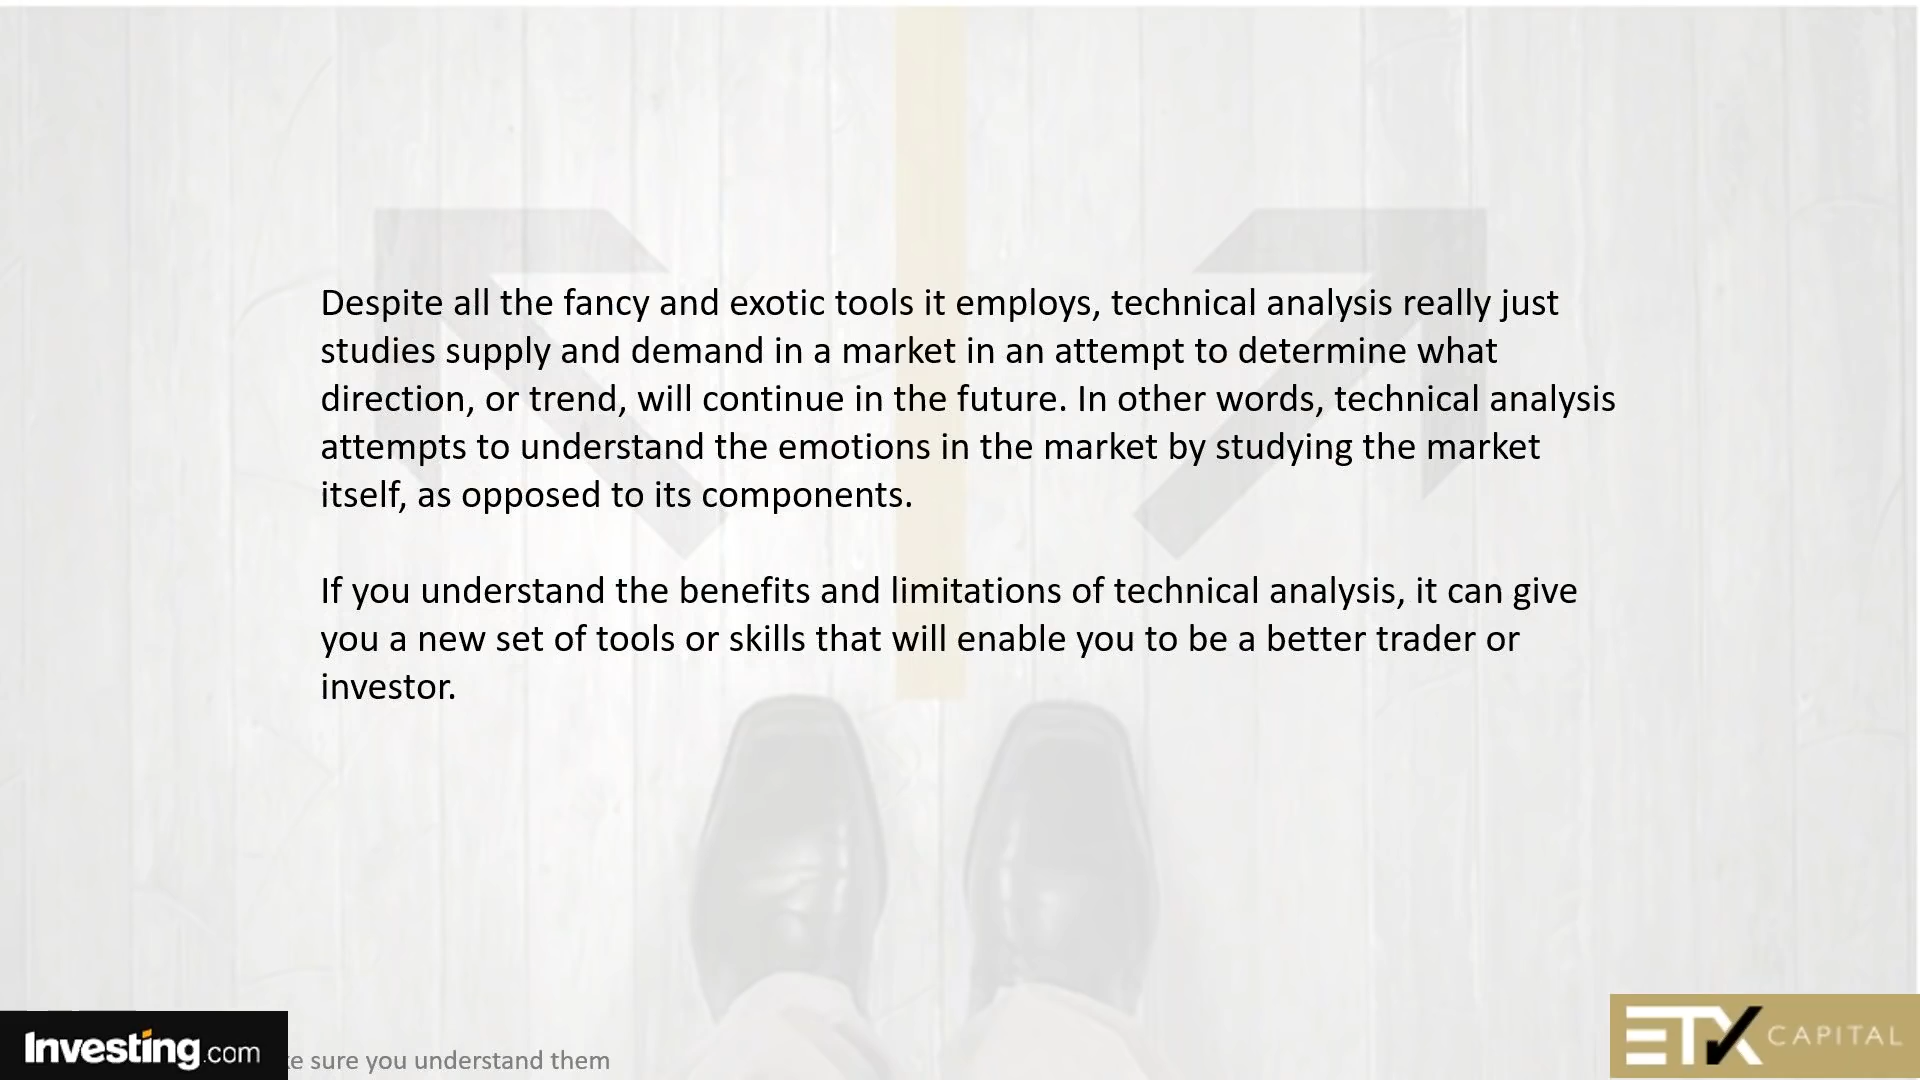 Despite all the fancy and exotic tools it employs, technical analysis really just
studies supply and demand in a market in an attempt to determine what
direction, or trend, will continue in the future. In other words, technical analysis
attempts to understand the emotions in the market by studying the market
itself, as opposed to its components.
If you understand the benefits and limitations of technical analysis, it can give
you a new set of tools or skills that will enable you to be a better trader or
investor.
Investing.com
sure you understand them
ETX CAPITAL